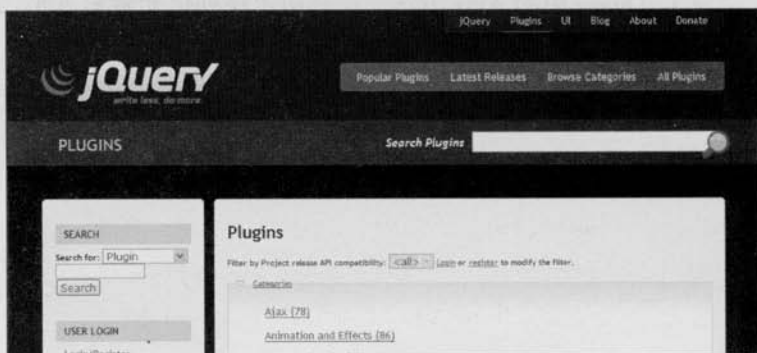 jQuery Plugins UI Blog About Donate
jQuery
write less, do more.
Popular Plugins Latest Releases Browse Categories All Plugins
PLUGINS
Search Plugins
SEARCH
Search for: Plugin
Search
USER LOGIN
Login/Register
Plugins
Filter by Project release API compatibility: <all> Login or register to modify the filter.
Categories
Ajax (78)
Animation and Effects (86)